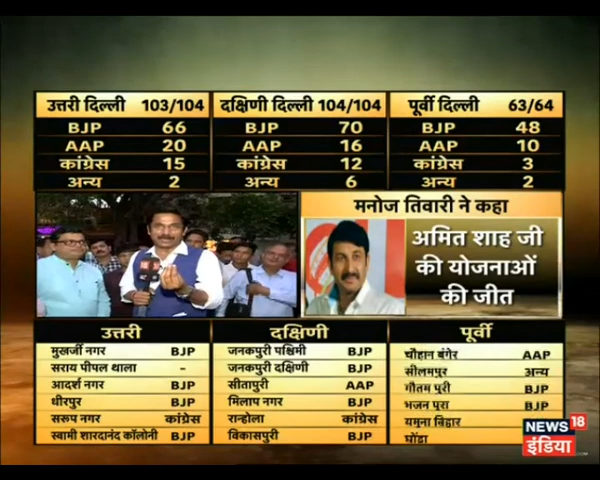 उत्तरी दिल्ली 103/104
BJP 66
AAP 20
कांग्रेस 15
अन्य 2
दक्षिणी दिल्ली 104/104
BJP 70
AAP 16
कांग्रेस 12
अन्य 6
पूर्वी दिल्ली 63/64
BJP 48
AAP 10
कांग्रेस 3
अन्य 2
मनोज तिवारी ने कहा
अमित शाह जी
की योजनाओं
की जीत
उत्तरी
मुखर्जी नगर BJP
सराय पीपल थाला –
आदर्श नगर BJP
धीरपुर BJP
सरूप नगर कांग्रेस
स्वामी शारदानंद कॉलोनी BJP
दक्षिणी
जनकपुरी पश्चिमी BJP
जनकपुरी दक्षिणी BJP
सीतापुरी AAP
मिलाप नगर BJP
रान्होला कांग्रेस
विकासपुरी BJP
पूर्वी
चौहान बंगेर AAP
सीलमपुर अन्य
गौतम पुरी BJP
भजन पुरा BJP
यमुना विहार
घोंडा
NEWS 18
इंडिया